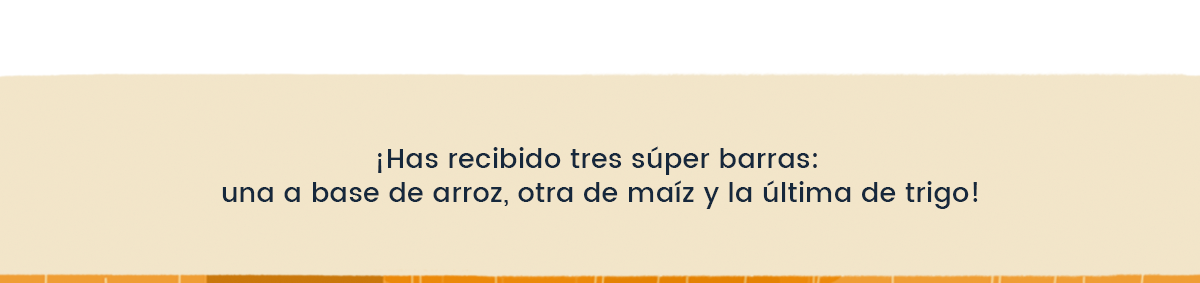 ¡Has recibido tres súper barras:
una a base de arroz, otra de maíz y la última de trigo!